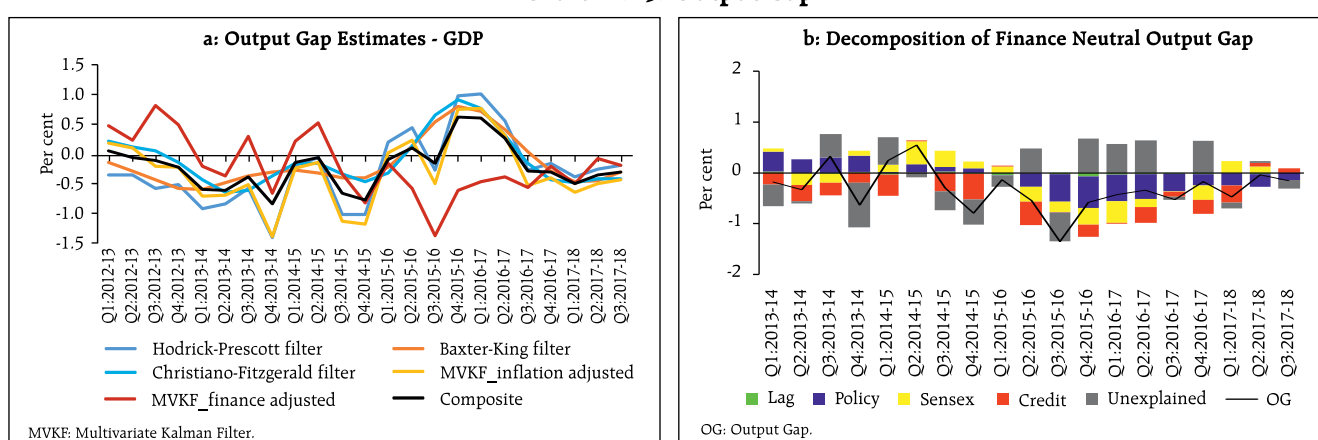 a: Output Gap Estimates - GDP
Per cent
1.5
1.0
0.5
0.0
-0.5
-1.0
-1.5
Q1:2012-13
Q2:2012-13
Q3:2012-13
Q4:2012-13
Q1:2013-14
Q2:2013-14
Q3:2013-14
Q4:2013-14
Q1:2014-15
Q2:2014-15
Q3:2014-15
Q4:2014-15
Q1:2015-16
Q2:2015-16
Q3:2015-16
Q4:2015-16
Q1:2016-17
Q2:2016-17
Q3:2016-17
Q4:2016-17
Q1:2017-18
Q2:2017-18
Q3:2017-18
Hodrick-Prescott filter
Baxter-King filter
Christiano-Fitzgerald filter
MVKF_inflation adjusted
MVKF_finance adjusted
Composite
MVKF: Multivariate Kalman Filter.
b: Decomposition of Finance Neutral Output Gap
Per cent
2
1
0
-1
-2
Q1:2013-14
Q2:2013-14
Q3:2013-14
Q4:2013-14
Q1:2014-15
Q2:2014-15
Q3:2014-15
Q4:2014-15
Q1:2015-16
Q2:2015-16
Q3:2015-16
Q4:2015-16
Q1:2016-17
Q2:2016-17
Q3:2016-17
Q4:2016-17
Q1:2017-18
Q2:2017-18
Q3:2017-18
Lag Policy Sensex Credit Unexplained OG
OG: Output Gap.